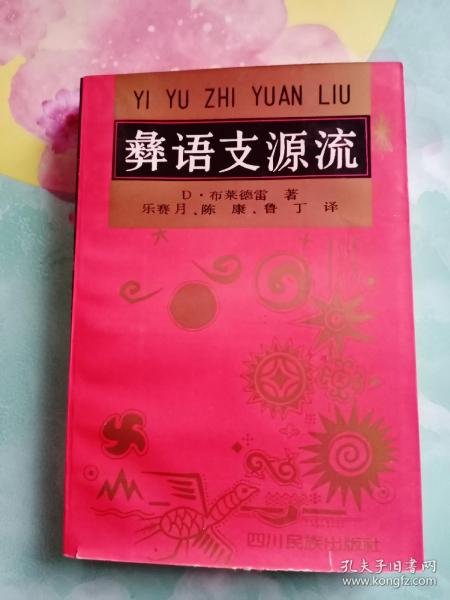 YI YU ZHI YUAN LIU
彝语支源流
D·布莱德雷 著
乐赛月、陈 康、鲁 丁 译
四川民族出版社
孔夫子旧书网
www.kongfz.com